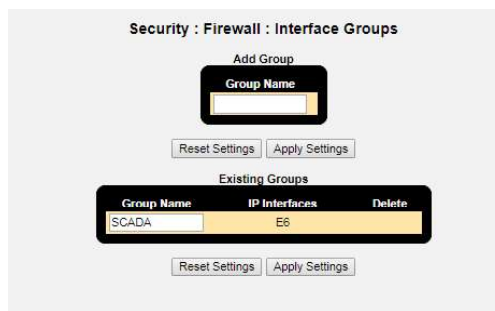 Security : Firewall : Interface Groups
Add Group
Group Name
Reset Settings Apply Settings
Existing Groups
Group Name IP Interfaces Delete
SCADA E6
Reset Settings Apply Settings